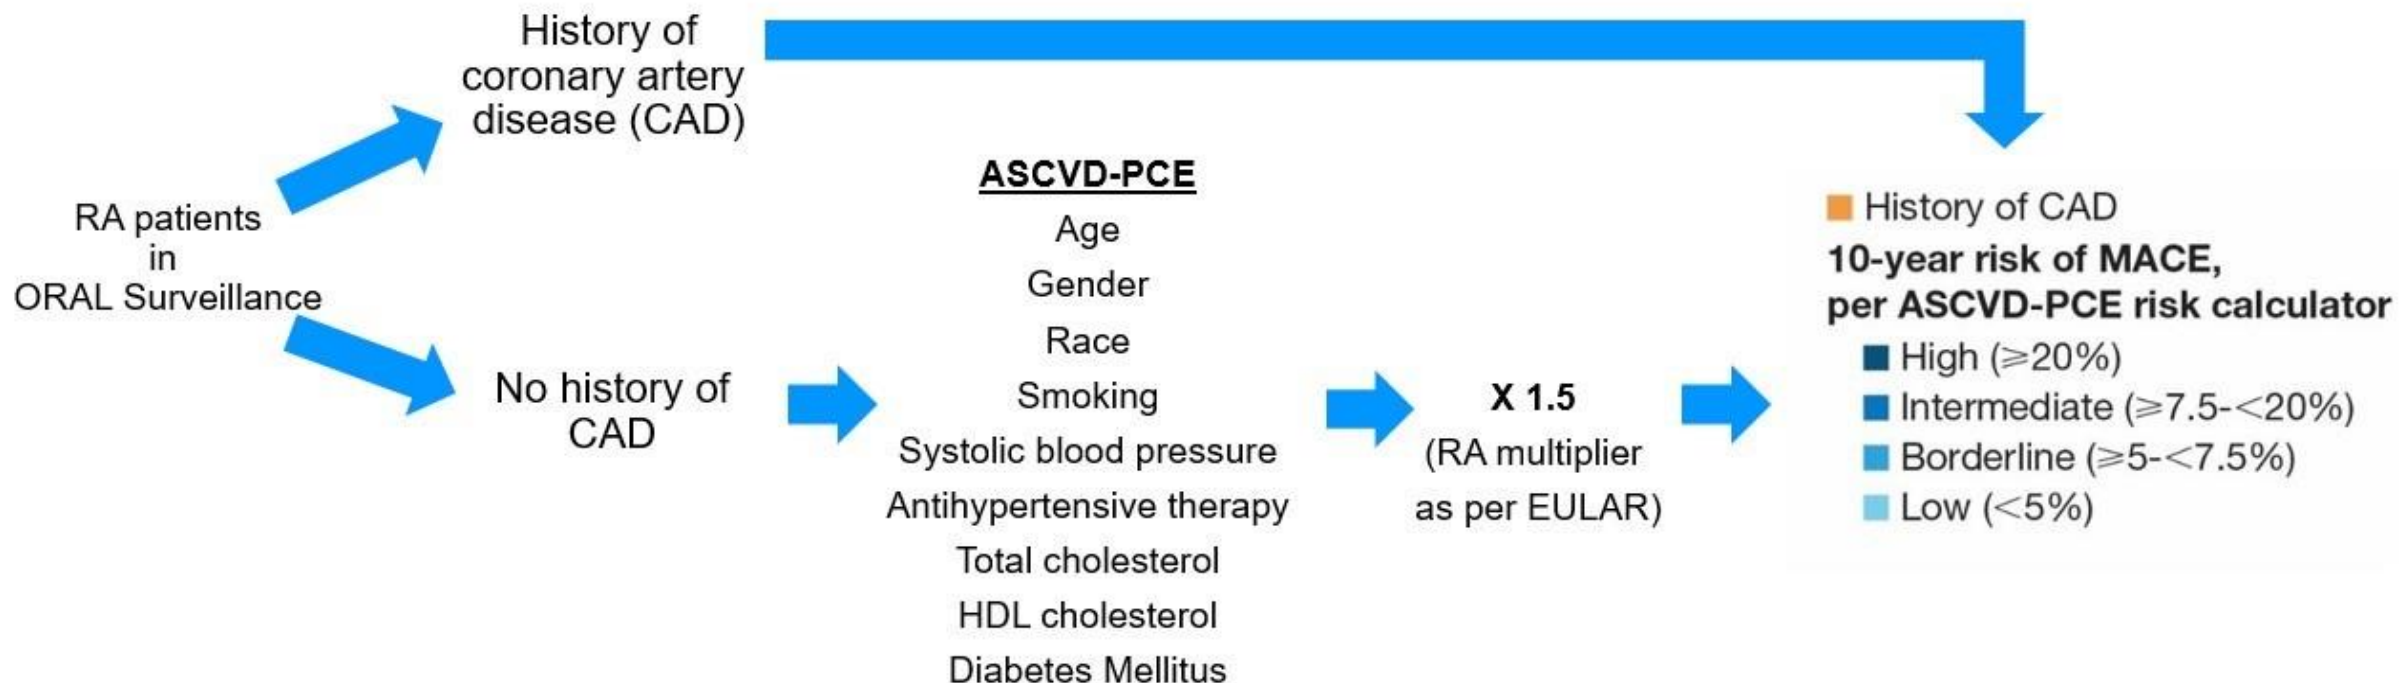 History of
coronary artery
disease (CAD)
RA patients
in
ORAL Surveillance
No history of
CAD
ASCVD-PCE
Age
Gender
Race
Smoking
Systolic blood pressure
Antihypertensive therapy
Total cholesterol
HDL cholesterol
Diabetes Mellitus
X 1.5
(RA multiplier
as per EULAR)
History of CAD
10-year risk of MACE,
per ASCVD-PCE risk calculator
High (⩾20%)
Intermediate (⩾7.5-<20%)
Borderline (⩾5-<7.5%)
Low (<5%)